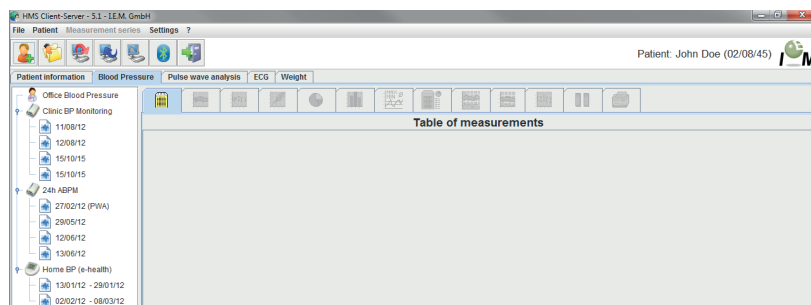 HMS Client-Server - 5.1 - I.E.M. GmbH
File Patient Measurement series Settings ?
Patient: John Doe (02/08/45)
Patient information Blood Pressure Pulse wave analysis ECG Weight
Office Blood Pressure
Clinic BP Monitoring
Table of measurements
11/08/12
12/08/12
15/10/15
15/10/15
24h ABPM
27/02/12 (PWA)
29/05/12
12/06/12
13/06/12
Home BP (e-health)
13/01/12 - 29/01/12
02/02/12 - 08/03/12